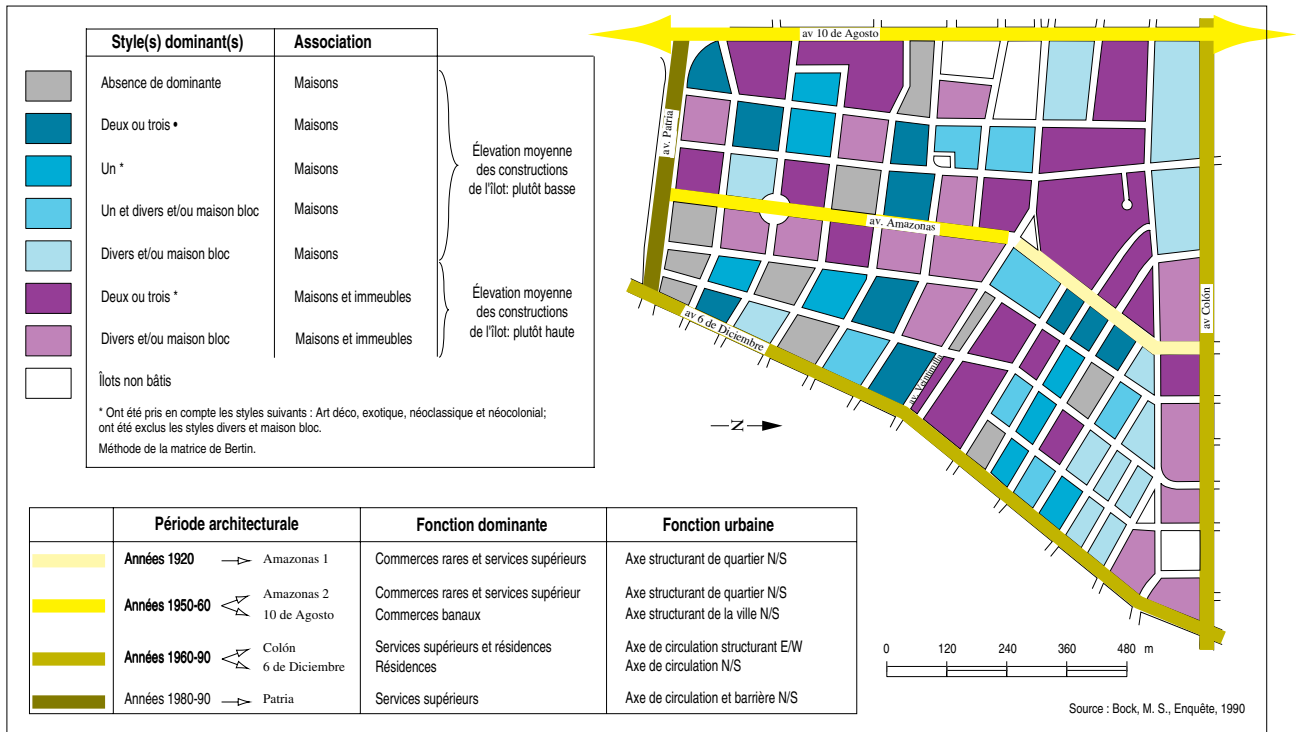 Style(s) dominant(s) Association
Absence de dominante Maisons
Deux ou trois • Maisons
Un * Maisons
Un et divers et/ou maison bloc Maisons
Divers et/ou maison bloc Maisons
Deux ou trois * Maisons et immeubles
Divers et/ou maison bloc Maisons et immeubles
Îlots non bâtis
Élevation moyenne
des constructions
de l'îlot: plutôt basse
Élevation moyenne
des constructions
de l'îlot: plutôt haute
* Ont été pris en compte les styles suivants : Art déco, exotique, néoclassique et néocolonial;
ont été exclus les styles divers et maison bloc.
Méthode de la matrice de Bertin.
av 10 de Agosto
av. Patria
av. Amazonas
av 6 de Diciembre
av. Veintimilla
av Colón
N
Période architecturale Fonction dominante Fonction urbaine
Années 1920 Amazonas 1 Commerces rares et services supérieurs Axe structurant de quartier N/S
Années 1950-60 Amazonas 2 Commerces rares et services supérieur Axe structurant de quartier N/S
10 de Agosto Commerces banaux Axe structurant de la ville N/S
Années 1960-90 Colón Services supérieurs et résidences Axe de circulation structurant E/W
6 de Diciembre Résidences Axe de circulation N/S
Années 1980-90 Patria Services supérieurs Axe de circulation et barrière N/S
0 120 240 360 480 m
Source : Bock, M. S., Enquête, 1990